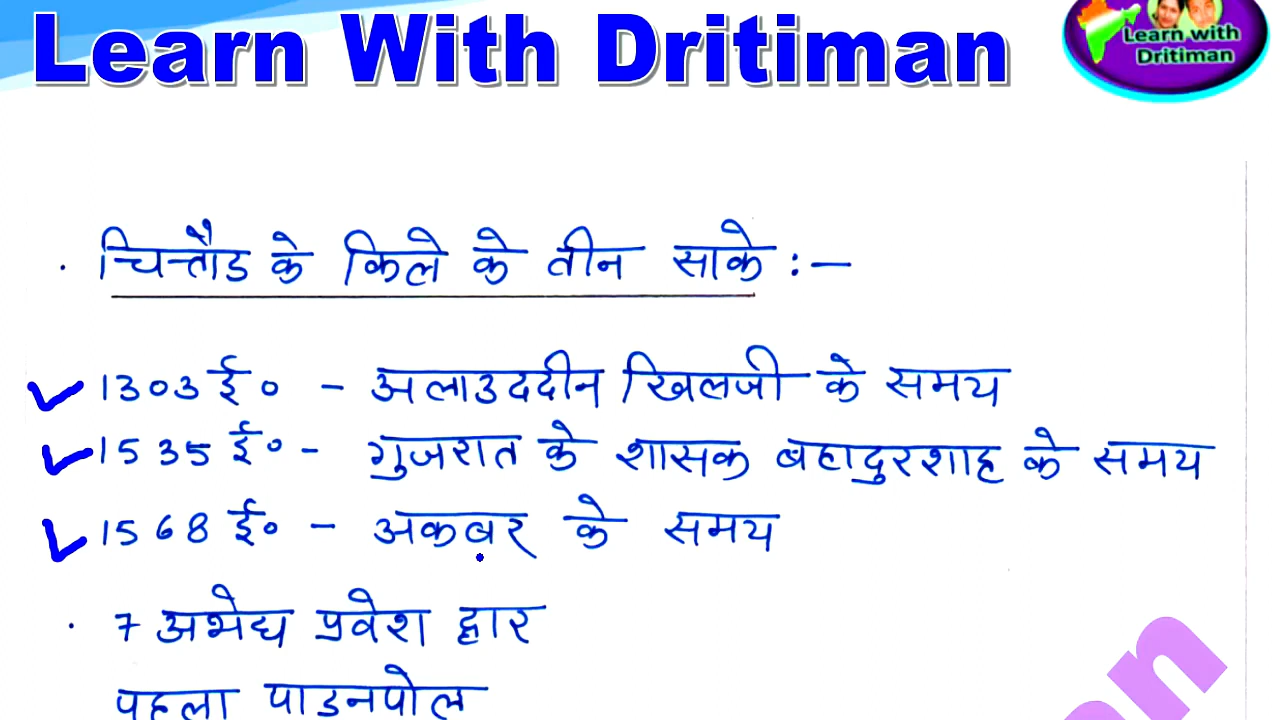 Learn With Dritiman
Learn with
Dritiman
. चित्तौड के किले के तीन साके :-
1303 ई० - अलाउददीन खिलजी के समय
1535 ई० - गुजरात के शासक बहादुरशाह के समय
1568 ई० - अकबर के समय
. 7 अभेद्य प्रवेश द्वार
पहला पाडनपोल